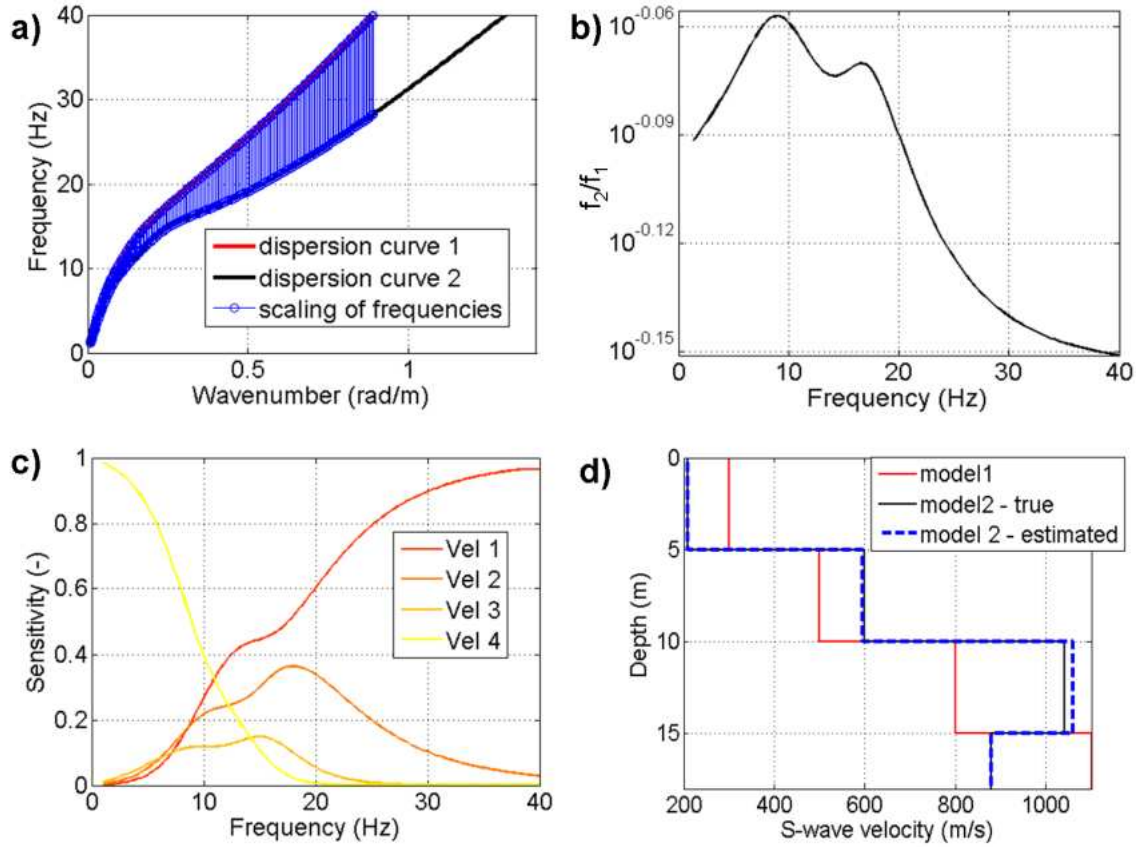 a)
40
30
20
10
0
Frequency (Hz)
dispersion curve 1
dispersion curve 2
scaling of frequencies
0
0.5
1
Wavenumber (rad/m)
b)
10^-0.06
10^-0.09
10^-0.12
10^-0.15
f2/f1
0
10
20
30
40
Frequency (Hz)
c)
1
0.8
0.6
0.4
0.2
0
Sensitivity (-)
Vel 1
Vel 2
Vel 3
Vel 4
0
10
20
30
40
Frequency (Hz)
d)
0
5
10
15
Depth (m)
model1
model2 - true
model 2 - estimated
200
400
600
800
1000
S-wave velocity (m/s)